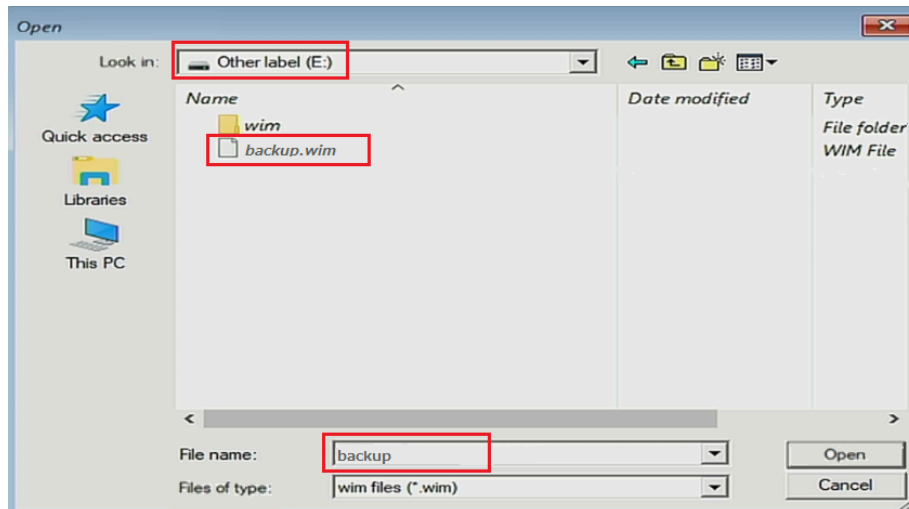 Open
Look in:
Other label (E:)
Name
Date modified
Type
wim
File folder
backup.wim
WIM File
Quick access
Libraries
This PC
File name:
backup
Open
Files of type:
wim files (*.wim)
Cancel